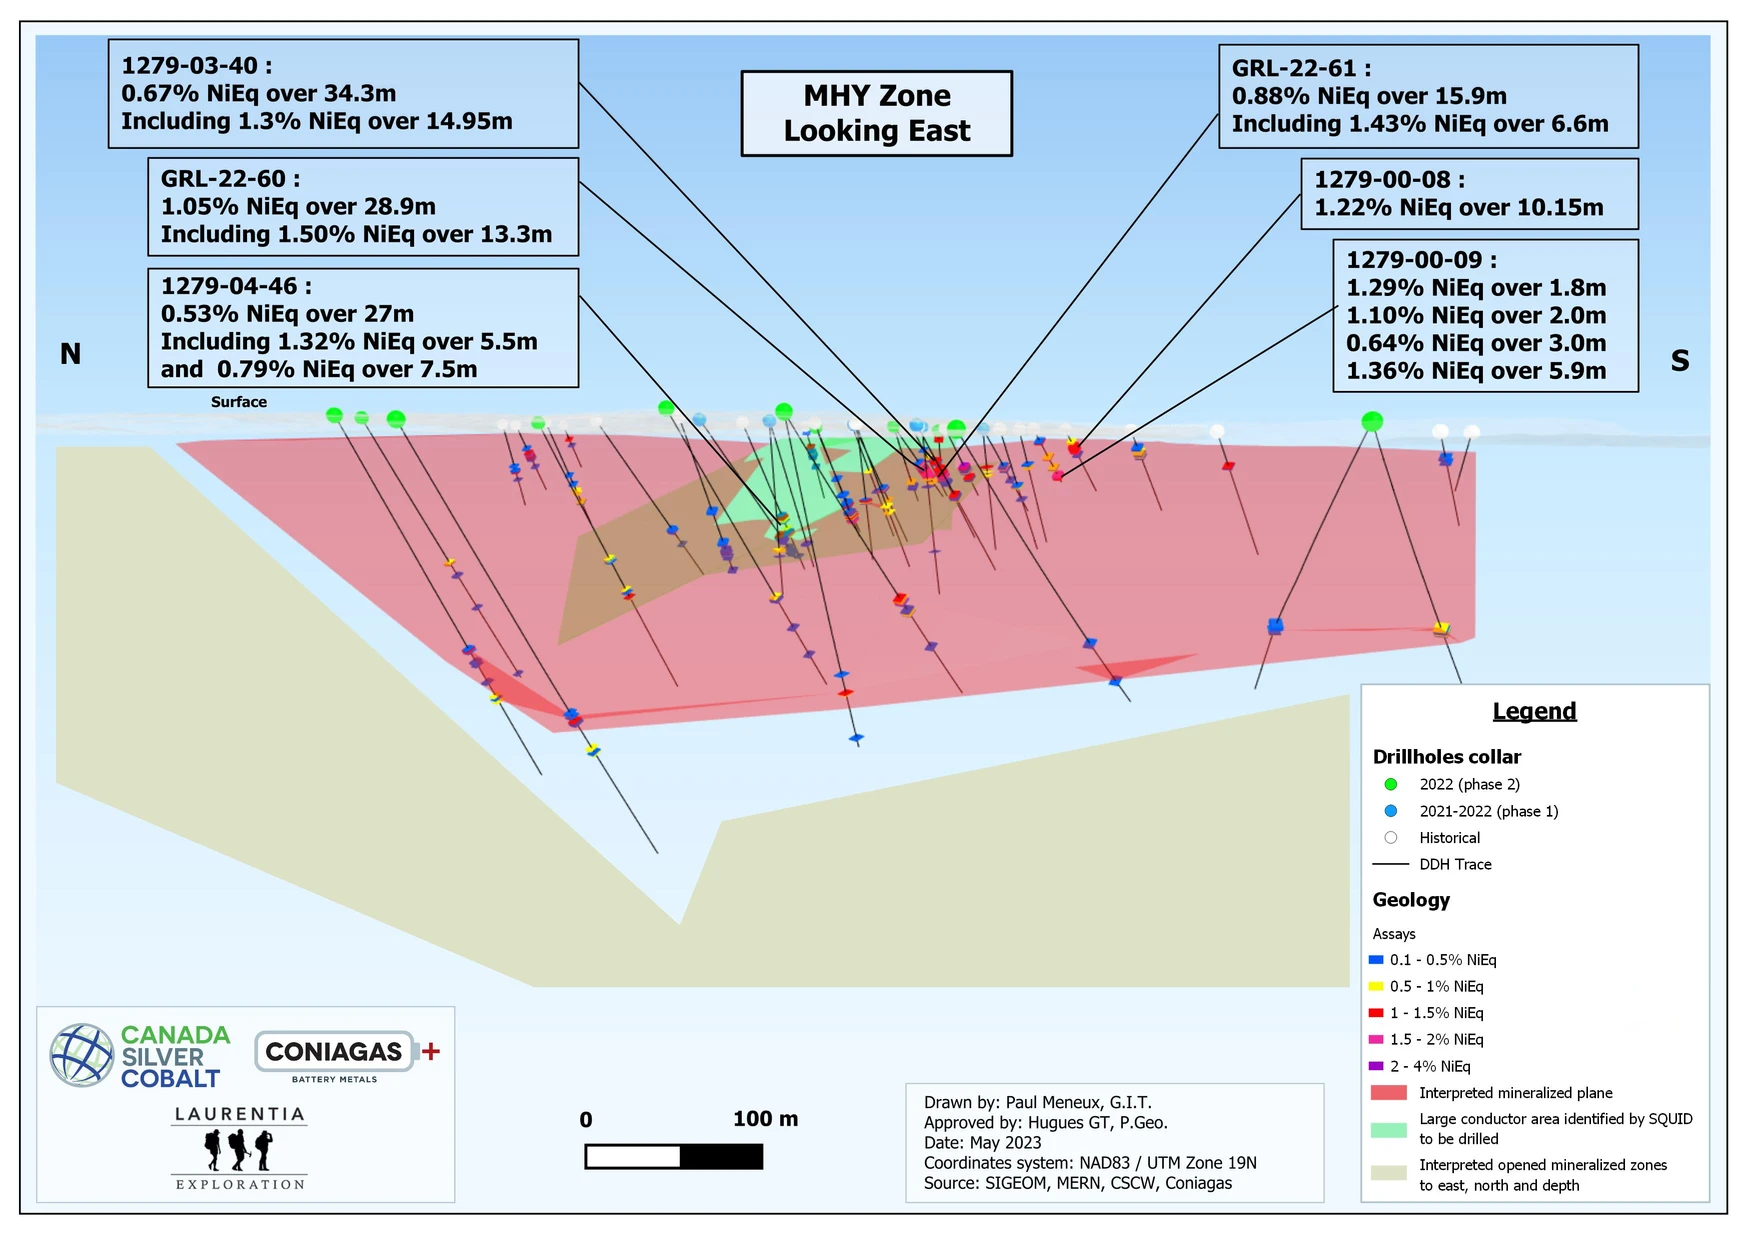 1279-03-40 :
0.67% NiEq over 34.3m
Including 1.3% NiEq over 14.95m
GRL-22-60 :
1.05% NiEq over 28.9m
Including 1.50% NiEq over 13.3m
1279-04-46 :
0.53% NiEq over 27m
Including 1.32% NiEq over 5.5m
and 0.79% NiEq over 7.5m
MHY Zone
Looking East
GRL-22-61 :
0.88% NiEq over 15.9m
Including 1.43% NiEq over 6.6m
1279-00-08 :
1.22% NiEq over 10.15m
1279-00-09 :
1.29% NiEq over 1.8m
1.10% NiEq over 2.0m
0.64% NiEq over 3.0m
1.36% NiEq over 5.9m
N
S
Surface
Legend
Drillholes collar
2022 (phase 2)
2021-2022 (phase 1)
Historical
DDH Trace
Geology
Assays
0.1 - 0.5% NiEq
0.5 - 1% NiEq
1 - 1.5% NiEq
1.5 - 2% NiEq
2 - 4% NiEq
Interpreted mineralized plane
Large conductor area identified by SQUID
to be drilled
Interpreted opened mineralized zones
to east, north and depth
CANADA
SILVER
COBALT
CONIAGAS
BATTERY METALS
LAURENTIA
EXPLORATION
0 100 m
Drawn by: Paul Meneux, G.I.T.
Approved by: Hugues GT, P.Geo.
Date: May 2023
Coordinates system: NAD83 / UTM Zone 19N
Source: SIGEOM, MERN, CSCW, Coniagas